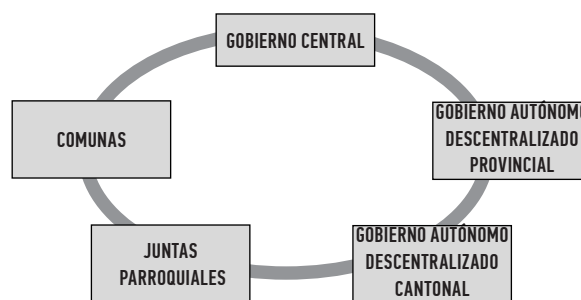 GOBIERNO CENTRAL
GOBIERNO AUTÓNOMO
DESCENTRALIZADO
PROVINCIAL
COMUNAS
JUNTAS
PARROQUIALES
GOBIERNO AUTÓNOMO
DESCENTRALIZADO
CANTONAL